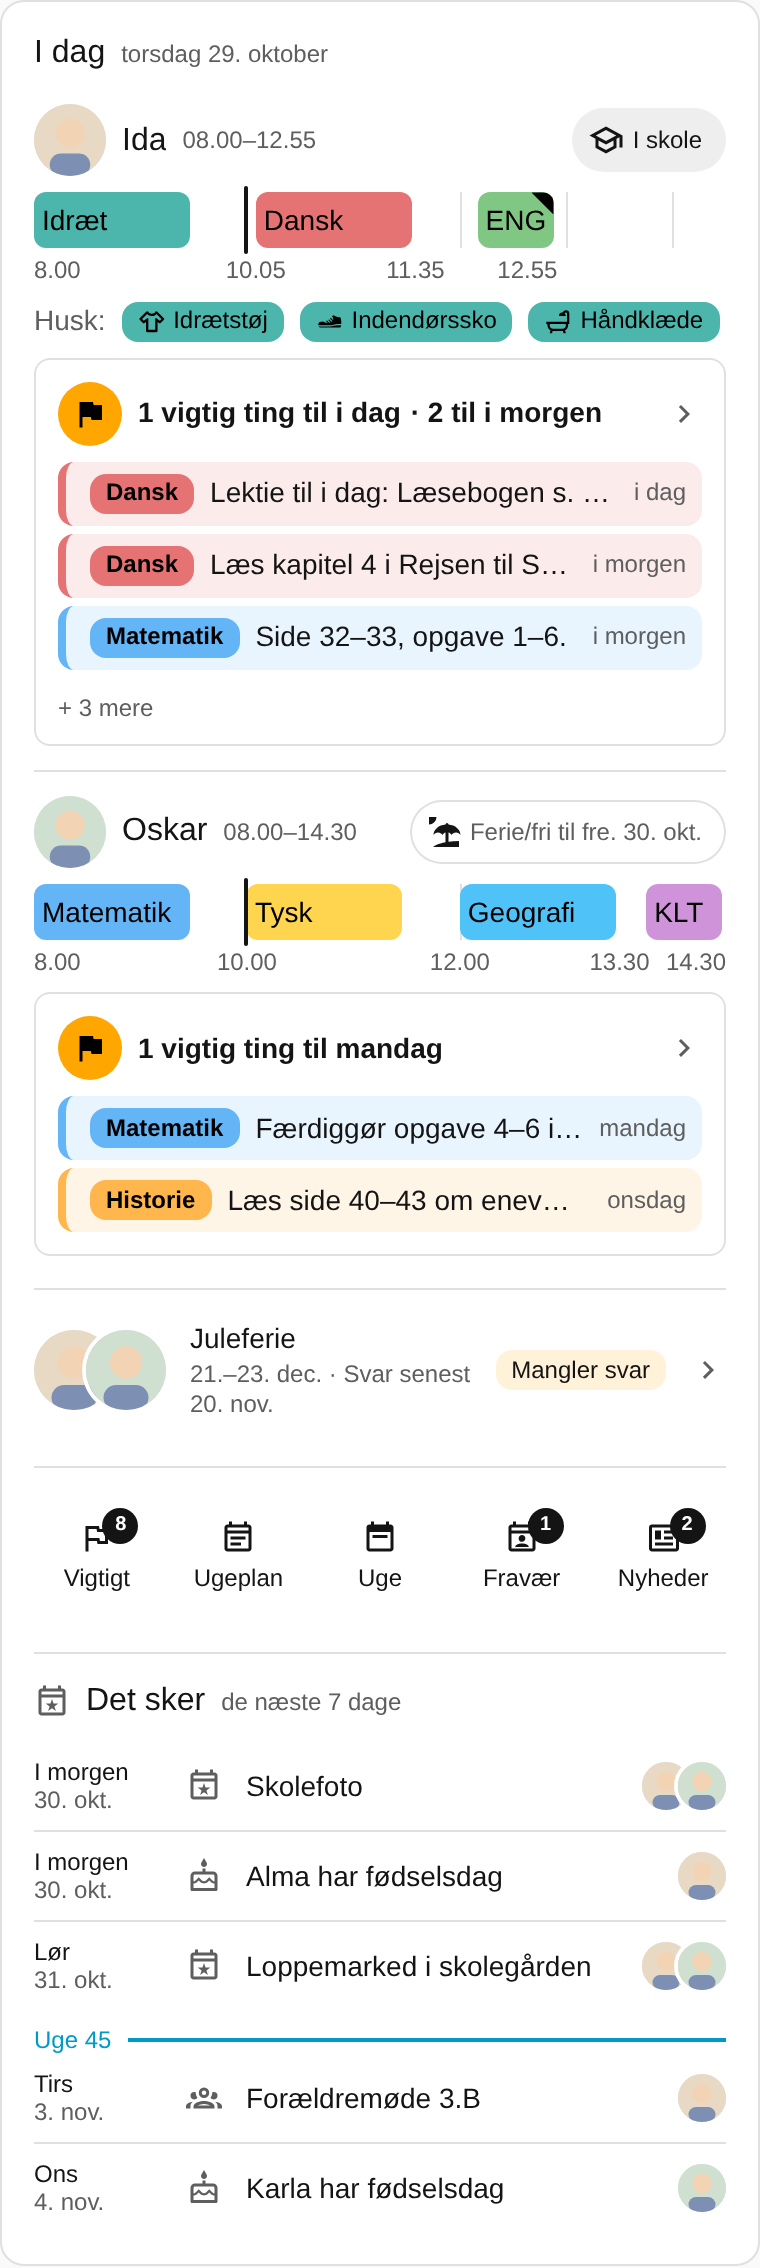 I dag torsdag 29. oktober
Ida 08.00–12.55 I skole
Idræt Dansk ENG
8.00 10.05 11.35 12.55
Husk: Idrætstøj Indendørssko Håndklæde
1 vigtig ting til i dag · 2 til i morgen
Dansk Lektie til i dag: Læsebogen s. … i dag
Dansk Læs kapitel 4 i Rejsen til S… i morgen
Matematik Side 32–33, opgave 1–6. i morgen
+ 3 mere
Oskar 08.00–14.30 Ferie/fri til fre. 30. okt.
Matematik Tysk Geografi KLT
8.00 10.00 12.00 13.30 14.30
1 vigtig ting til mandag
Matematik Færdiggør opgave 4–6 i… mandag
Historie Læs side 40–43 om enev… onsdag
Juleferie
21.–23. dec. · Svar senest
20. nov.
Mangler svar
8 1 2
Vigtigt Ugeplan Uge Fravær Nyheder
Det sker de næste 7 dage
I morgen
30. okt.
Skolefoto
I morgen
30. okt.
Alma har fødselsdag
Lør
31. okt.
Loppemarked i skolegården
Uge 45
Tirs
3. nov.
Forældremøde 3.B
Ons
4. nov.
Karla har fødselsdag